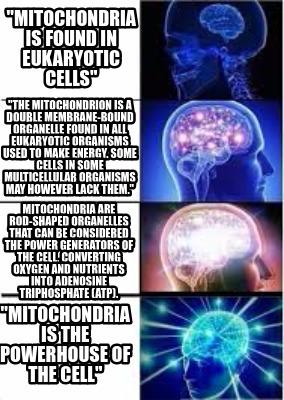 "MITOCHONDRIA
IS FOUND IN
EUKARYOTIC
CELLS"
"THE MITOCHONDRION IS A
DOUBLE MEMBRANE-BOUND
ORGANELLE FOUND IN ALL
EUKARYOTIC ORGANISMS
USED TO MAKE ENERGY. SOME
CELLS IN SOME
MULTICELLULAR ORGANISMS
MAY HOWEVER LACK THEM."
MITOCHONDRIA ARE
ROD-SHAPED ORGANELLES
THAT CAN BE CONSIDERED
THE POWER GENERATORS OF
THE CELL, CONVERTING
OXYGEN AND NUTRIENTS
INTO ADENOSINE
TRIPHOSPHATE (ATP).
"MITOCHONDRIA
IS THE
POWERHOUSE OF
THE CELL"